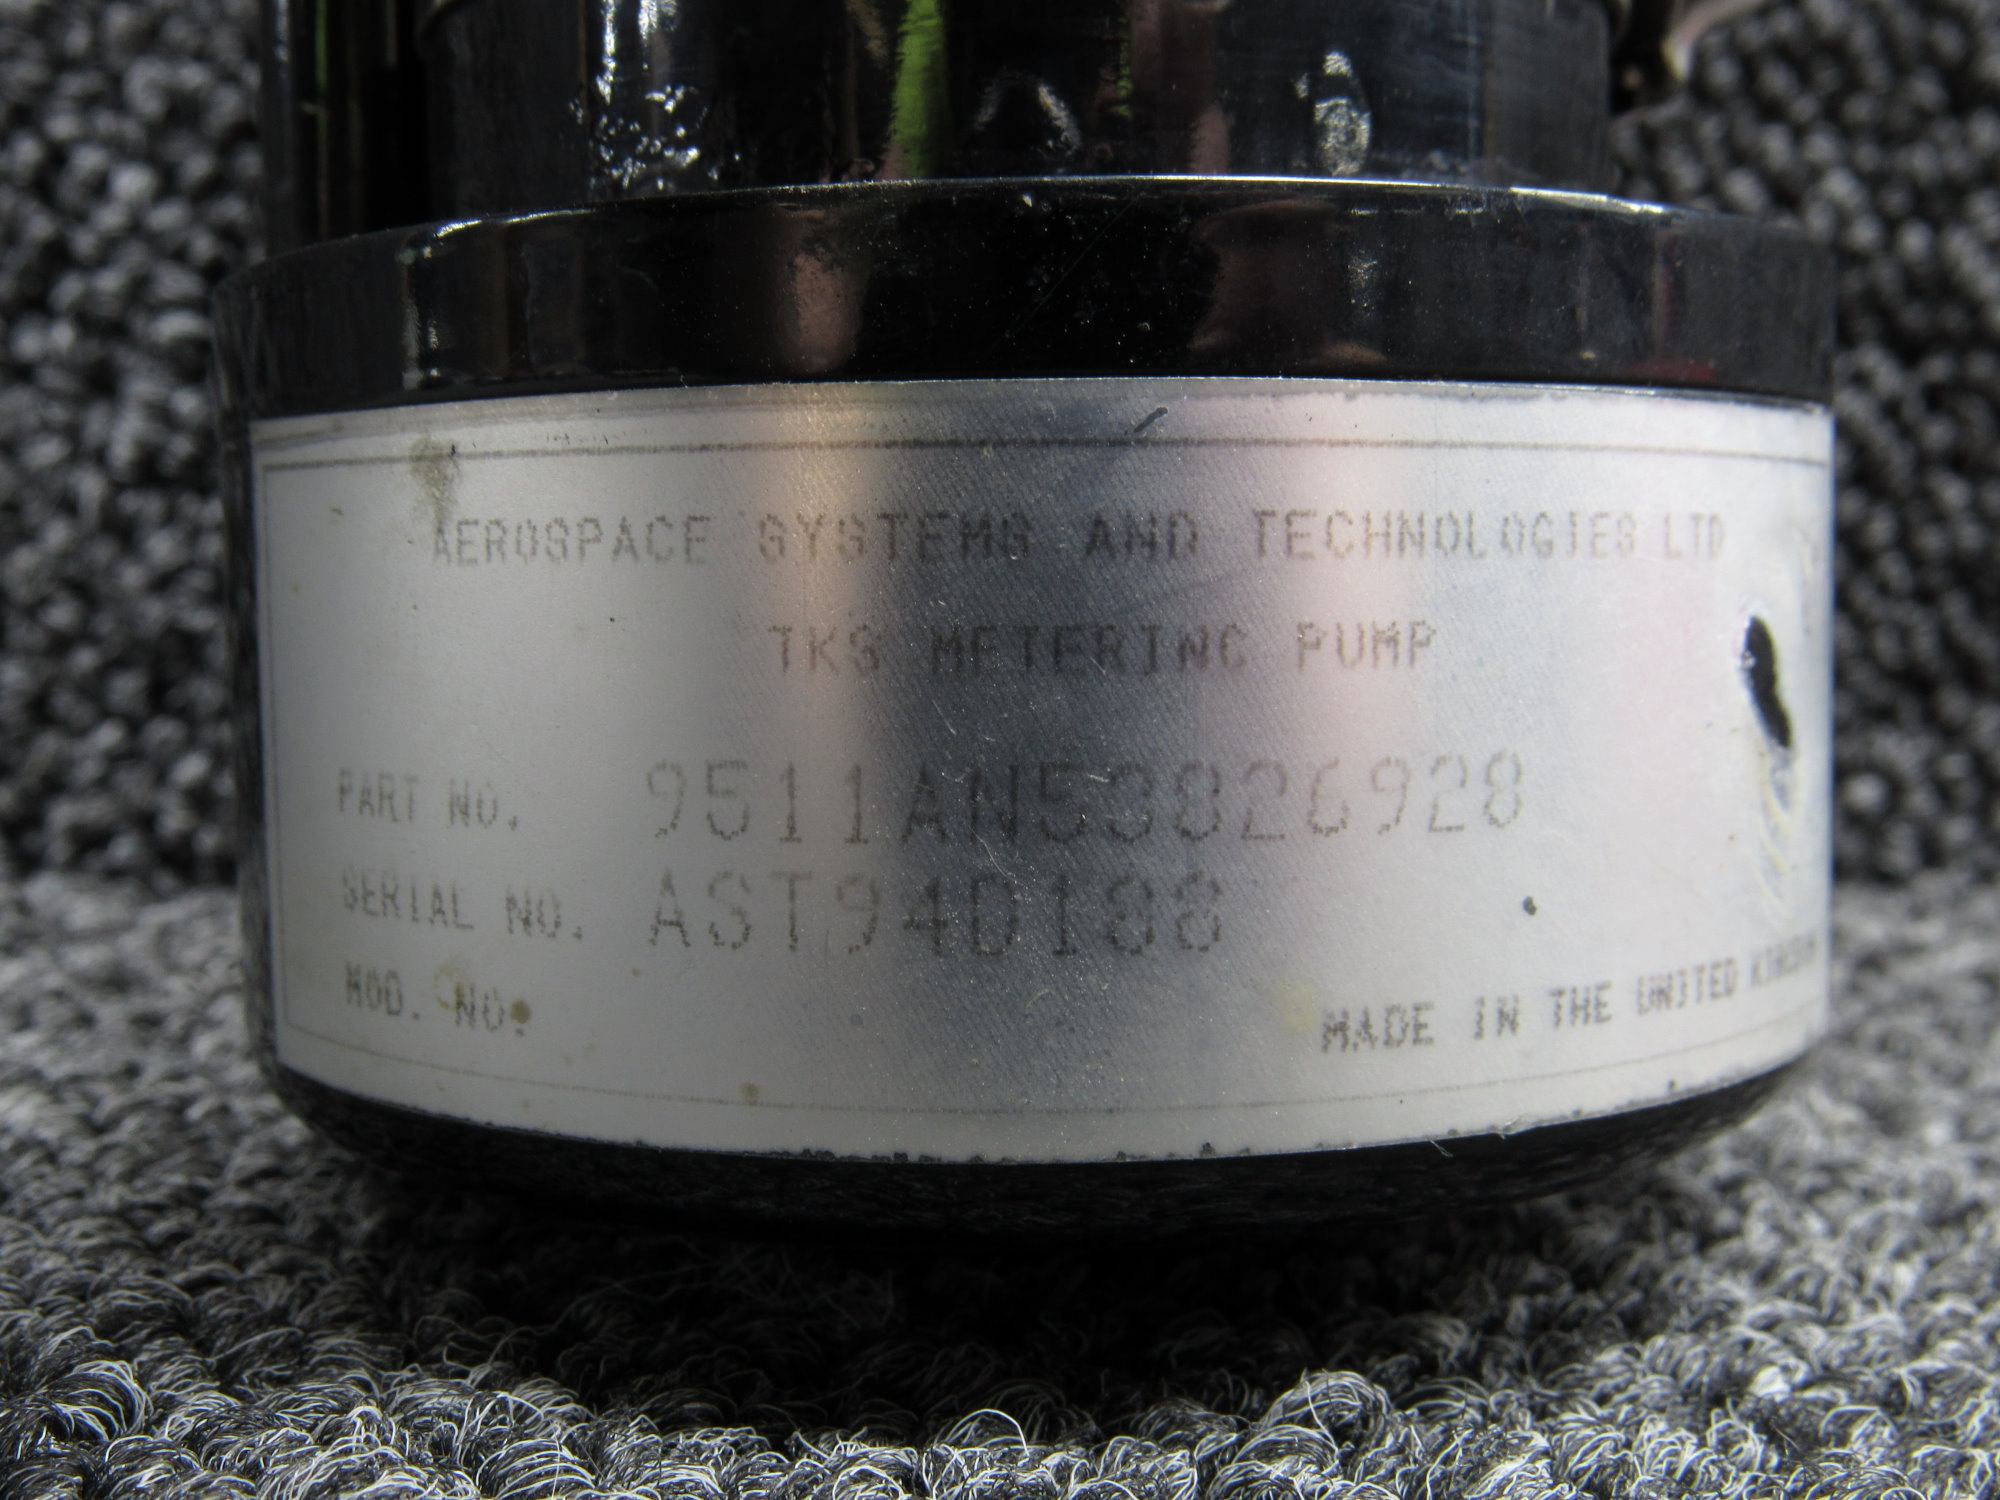 AEROSPACE SYSTEMS AND TECHNOLOGIES LTD
TKS METERING PUMP
PART NO. 9511AN53826928
SERIAL NO. AST94D188
MOD. NO.
MADE IN THE UNITED KINGDOM